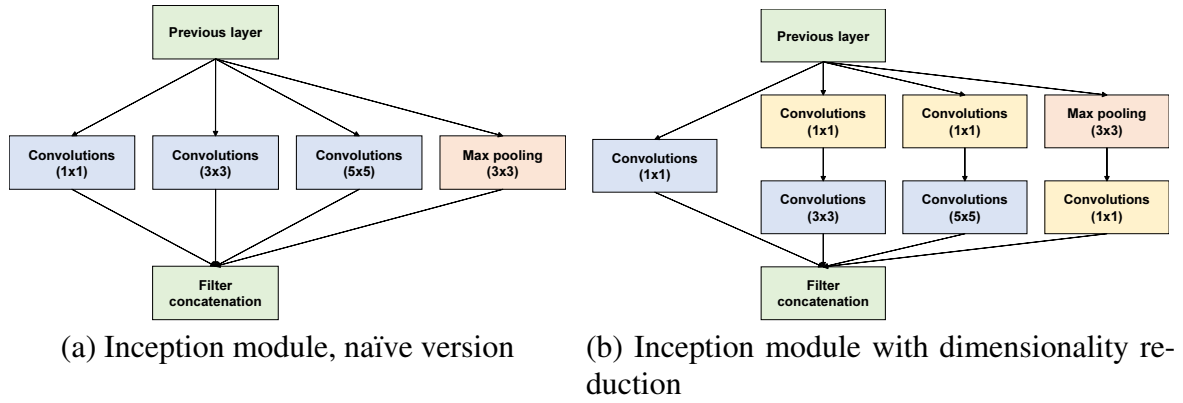 Previous layer
Convolutions
(1x1)
Convolutions
(3x3)
Convolutions
(5x5)
Max pooling
(3x3)
Filter
concatenation
(a) Inception module, naïve version
Previous layer
Convolutions
(1x1)
Convolutions
(1x1)
Max pooling
(3x3)
Convolutions
(1x1)
Convolutions
(3x3)
Convolutions
(5x5)
Convolutions
(1x1)
Filter
concatenation
(b) Inception module with dimensionality re-
duction